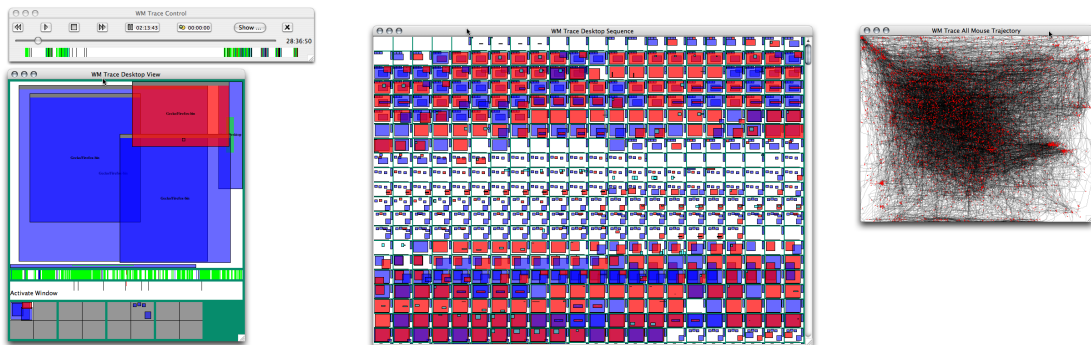 WM Trace Control
02:13:43
00:00:00
Show ...
28:36:50
WM Trace Desktop View
Activate Window
WM Trace Desktop Sequence
WM Trace All Mouse Trajectory